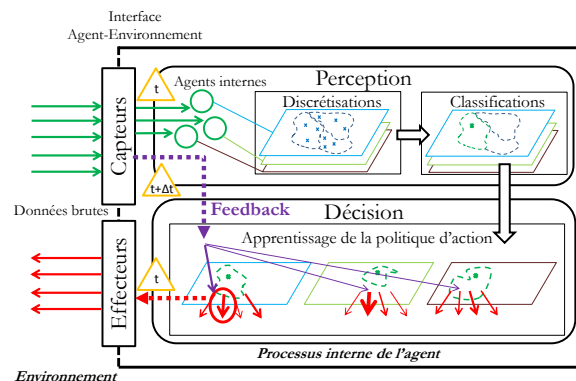 Interface
Agent-Environnement
t
Agents internes
Perception
Discrétisations
Classifications
Capteurs
t+Δt
Données brutes
Feedback
Décision
Apprentissage de la politique d'action
Effecteurs
t
Processus interne de l'agent
Environnement